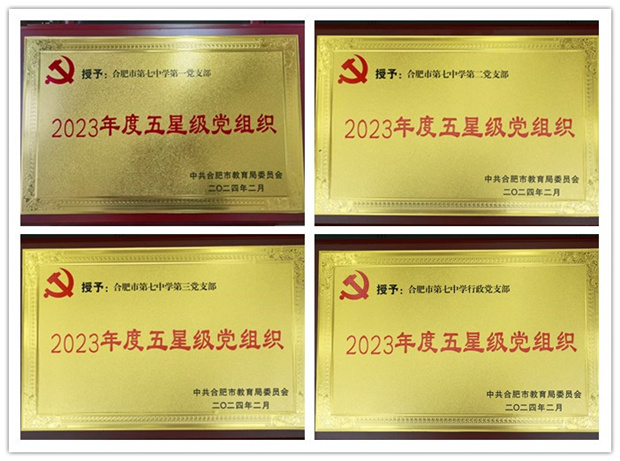 授予：合肥市第七中学第一党支部
2023年度五星级党组织
中共合肥市教育局委员会
二〇二四年二月
授予：合肥市第七中学第二党支部
2023年度五星级党组织
中共合肥市教育局委员会
二〇二四年二月
授予：合肥市第七中学第三党支部
2023年度五星级党组织
中共合肥市教育局委员会
二〇二四年二月
授予：合肥市第七中学行政党支部
2023年度五星级党组织
中共合肥市教育局委员会
二〇二四年二月